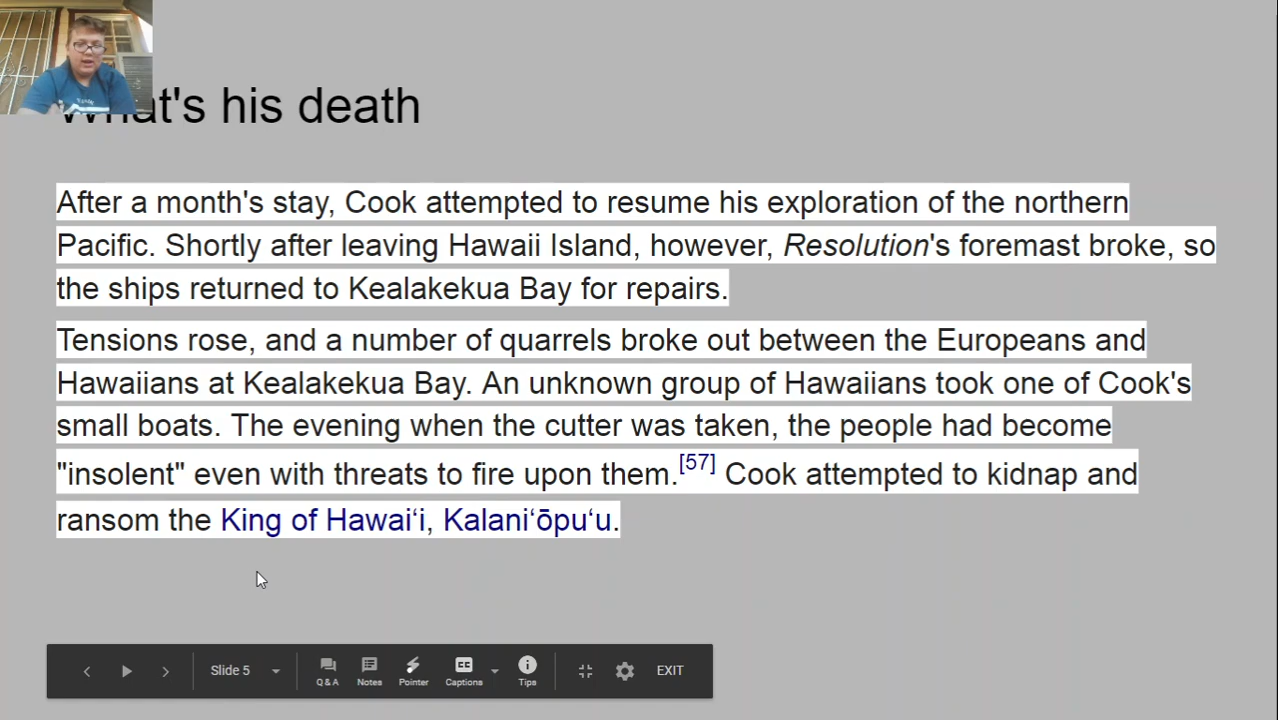 What's his death
After a month's stay, Cook attempted to resume his exploration of the northern
Pacific. Shortly after leaving Hawaii Island, however, Resolution's foremast broke, so
the ships returned to Kealakekua Bay for repairs.
Tensions rose, and a number of quarrels broke out between the Europeans and
Hawaiians at Kealakekua Bay. An unknown group of Hawaiians took one of Cook's
small boats. The evening when the cutter was taken, the people had become
"insolent" even with threats to fire upon them.[57] Cook attempted to kidnap and
ransom the King of Hawaiʻi, Kalaniʻōpuʻu.
Slide 5
Q & A
Notes
Pointer
CC
Captions
Tips
EXIT